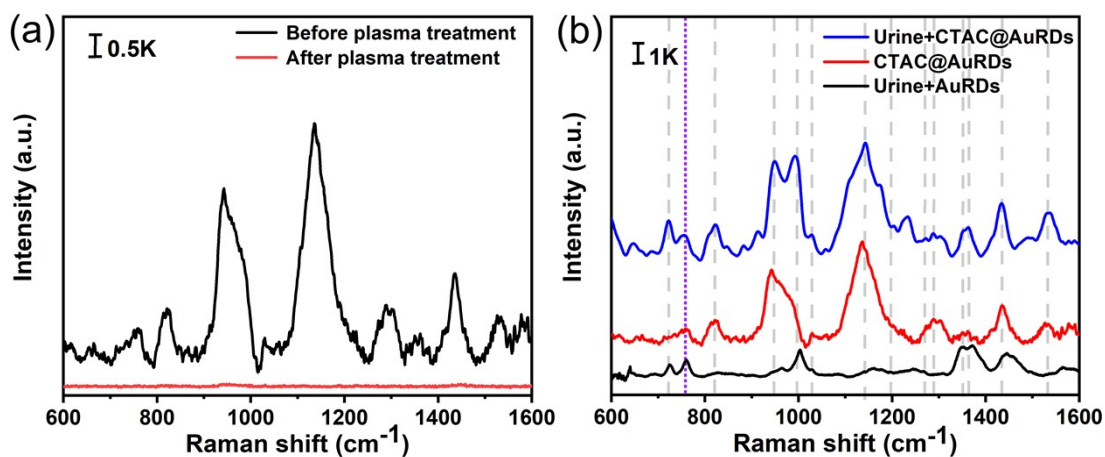 (a)
0.5K
Before plasma treatment
After plasma treatment
Intensity (a.u.)
600 800 1000 1200 1400 1600
Raman shift (cm-1)
(b)
1K
Urine+CTAC@AuRDs
CTAC@AuRDs
Urine+AuRDs
Intensity (a.u.)
600 800 1000 1200 1400 1600
Raman shift (cm-1)